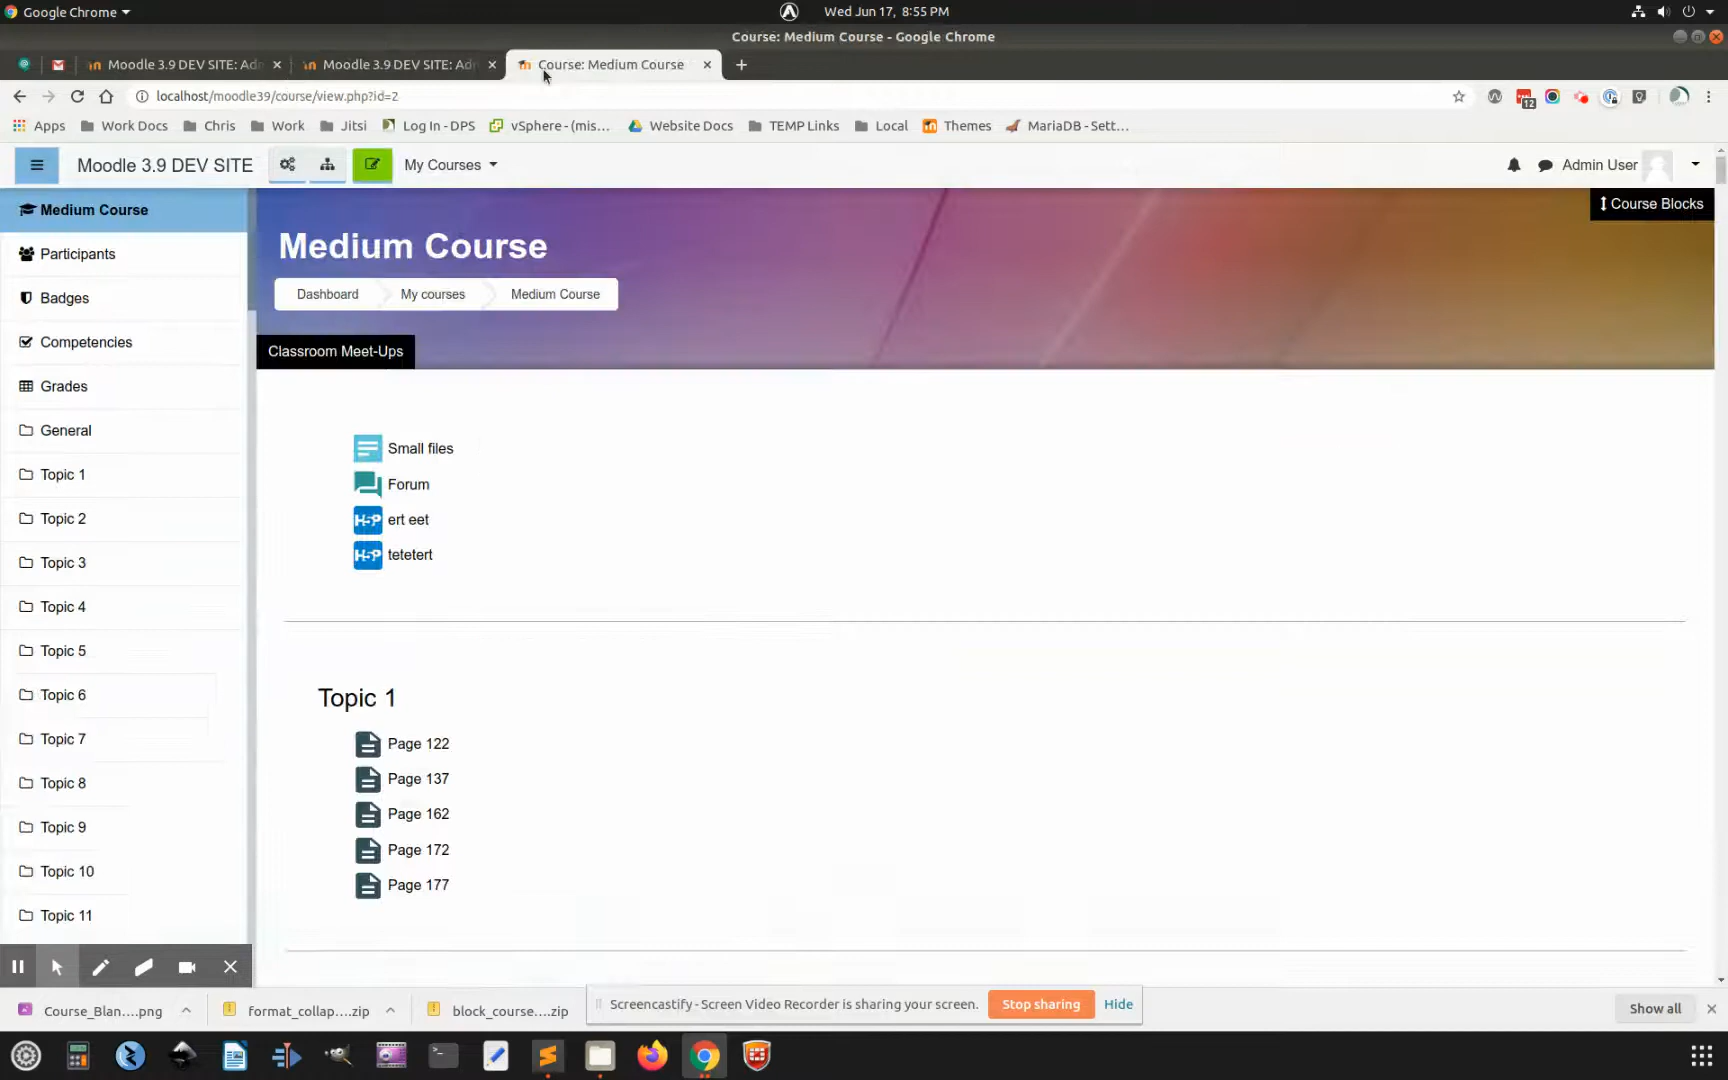 Google Chrome
Wed Jun 17, 8:55 PM
Course: Medium Course - Google Chrome
Moodle 3.9 DEV SITE: Adn
Moodle 3.9 DEV SITE: Adn
Course: Medium Course
localhost/moodle39/course/view.php?id=2
12
Apps
Work Docs
Chris
Work
Jitsi
Log In - DPS
vSphere - (mis...
Website Docs
TEMP Links
Local
Themes
MariaDB - Sett...
Moodle 3.9 DEV SITE
My Courses
Admin User
Medium Course
Participants
Badges
Competencies
Grades
General
Topic 1
Topic 2
Topic 3
Topic 4
Topic 5
Topic 6
Topic 7
Topic 8
Topic 9
Topic 10
Topic 11
Course Blocks
Medium Course
Dashboard
My courses
Medium Course
Classroom Meet-Ups
Small files
Forum
H5P ert eet
H5P tetetert
Topic 1
Page 122
Page 137
Page 162
Page 172
Page 177
Course_Blan....png
format_collap....zip
block_course....zip
Screencastify - Screen Video Recorder is sharing your screen.
Stop sharing
Hide
Show all